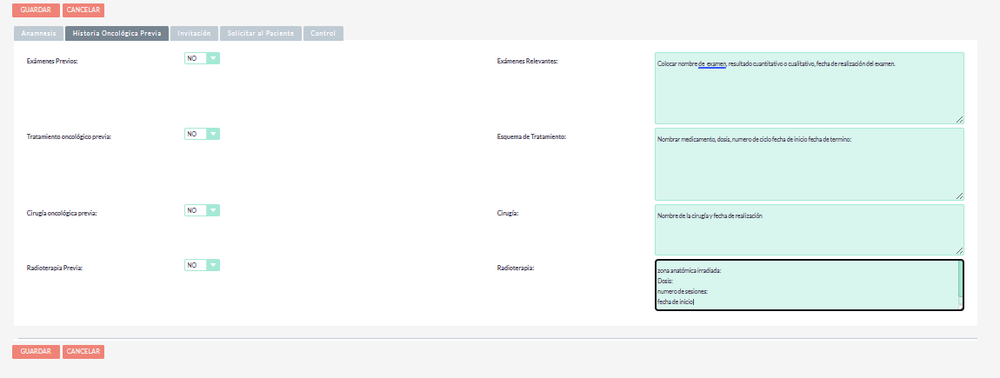 GUARDAR CANCELAR
Anamnesis Historia Oncológica Previa Invitación Solicitar al Paciente Control
Exámenes Previos: NO Exámenes Relevantes: Colocar nombre de examen, resultado cuantitativo o cualitativo, fecha de realización del examen.
Tratamiento oncológico previa: NO Esquema de Tratamiento: Nombrar medicamento, dosis, numero de ciclo fecha de inicio fecha de termino:
Cirugía oncológica previa: NO Cirugía: Nombre de la cirugía y fecha de realización
Radioterapia Previa: NO Radioterapia: zona anatómica irradiada:
Dosis:
numero de sesiones:
fecha de inicio
GUARDAR CANCELAR